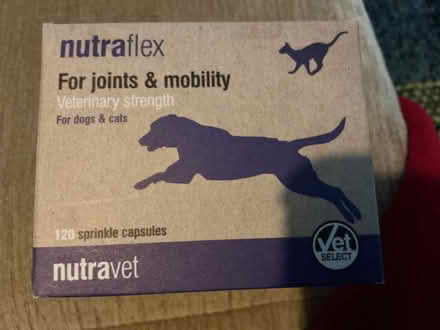 nutraflex
For joints & mobility
Veterinary strength
For dogs & cats
120 sprinkle capsules
Vet
SELECT
nutravet